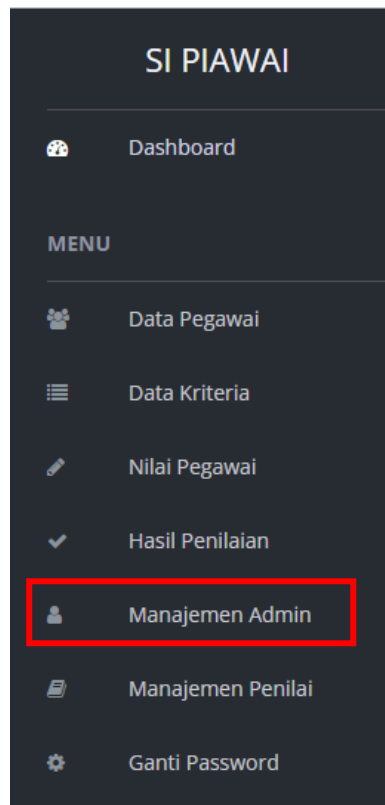 SI PIAWAI
Dashboard
MENU
Data Pegawai
Data Kriteria
Nilai Pegawai
Hasil Penilaian
Manajemen Admin
Manajemen Penilai
Ganti Password